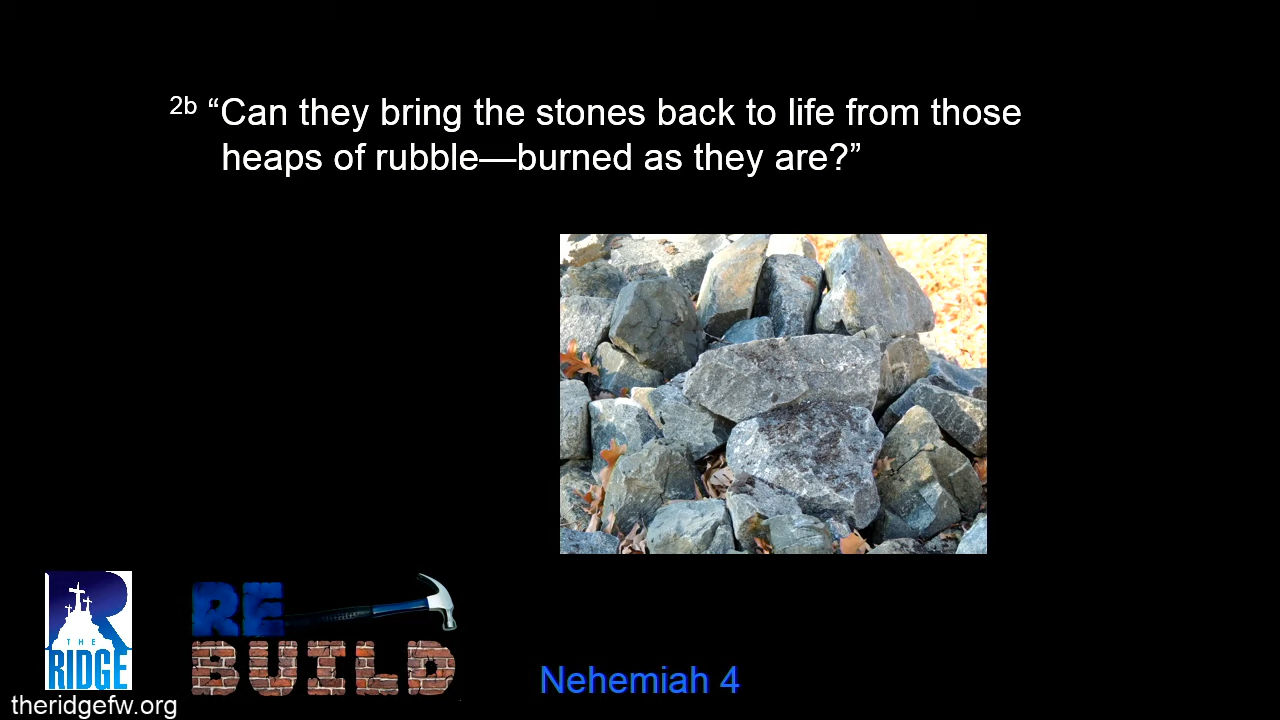 2b “Can they bring the stones back to life from those
heaps of rubble—burned as they are?”
THE
RIDGE
RE
BUILD
Nehemiah 4
theridgefw.org